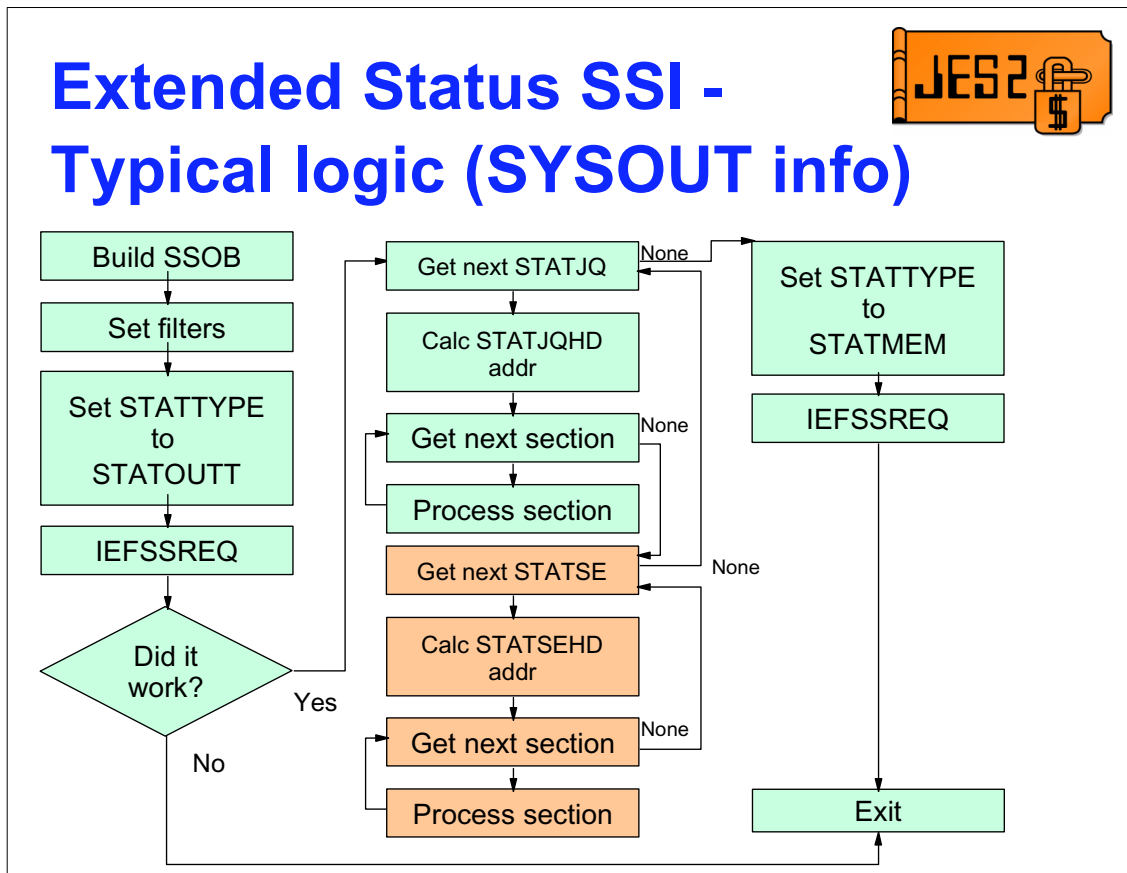 Extended Status SSI -
Typical logic (SYSOUT info)
JES2
$
Build SSOB
Set filters
Set STATTYPE
to
STATOUTT
IEFSSREQ
Did it
work?
Yes
No
Get next STATJQ
None
Calc STATJQHD
addr
Get next section
None
Process section
Get next STATSE
None
Calc STATSEHD
addr
Get next section
None
Process section
Set STATTYPE
to
STATMEM
IEFSSREQ
Exit